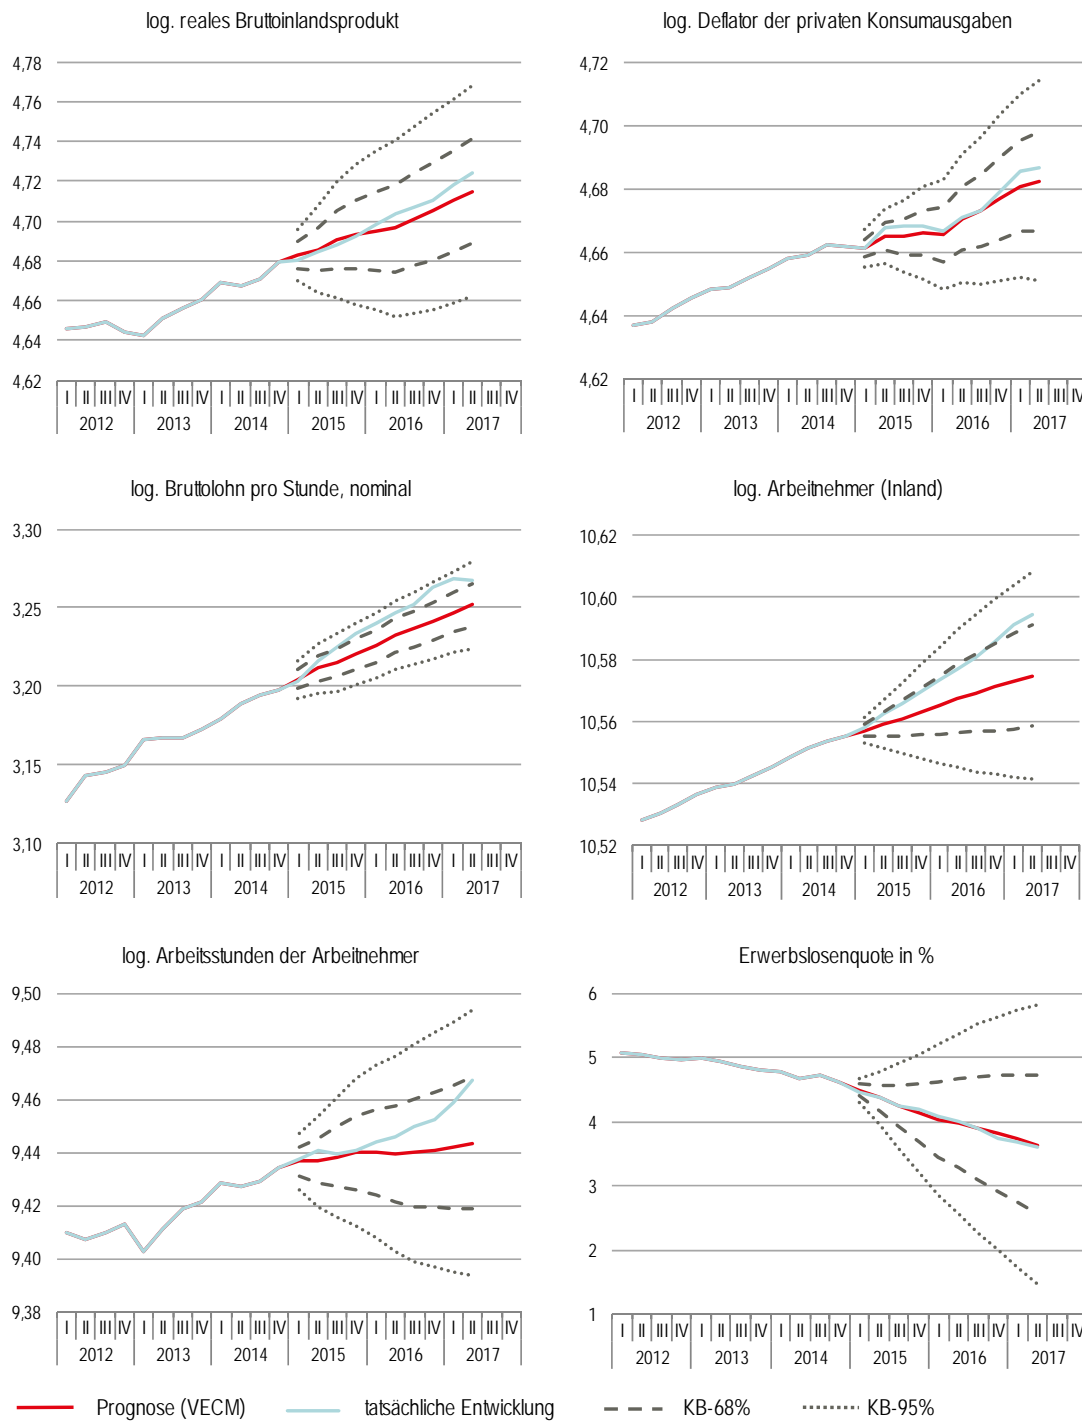 log. reales Bruttoinlandsprodukt
4,78
4,76
4,74
4,72
4,70
4,68
4,66
4,64
4,62
I II III IV I II III IV I II III IV I II III IV I II III IV I II III IV
2012 2013 2014 2015 2016 2017
log. Deflator der privaten Konsumausgaben
4,72
4,70
4,68
4,66
4,64
4,62
I II III IV I II III IV I II III IV I II III IV I II III IV I II III IV
2012 2013 2014 2015 2016 2017
log. Bruttolohn pro Stunde, nominal
3,30
3,25
3,20
3,15
3,10
I II III IV I II III IV I II III IV I II III IV I II III IV I II III IV
2012 2013 2014 2015 2016 2017
log. Arbeitnehmer (Inland)
10,62
10,60
10,58
10,56
10,54
10,52
I II III IV I II III IV I II III IV I II III IV I II III IV I II III IV
2012 2013 2014 2015 2016 2017
log. Arbeitsstunden der Arbeitnehmer
9,50
9,48
9,46
9,44
9,42
9,40
9,38
I II III IV I II III IV I II III IV I II III IV I II III IV I II III IV
2012 2013 2014 2015 2016 2017
Erwerbslosenquote in %
6
5
4
3
2
1
I II III IV I II III IV I II III IV I II III IV I II III IV I II III IV
2012 2013 2014 2015 2016 2017
Prognose (VECM) tatsächliche Entwicklung KB-68% KB-95%